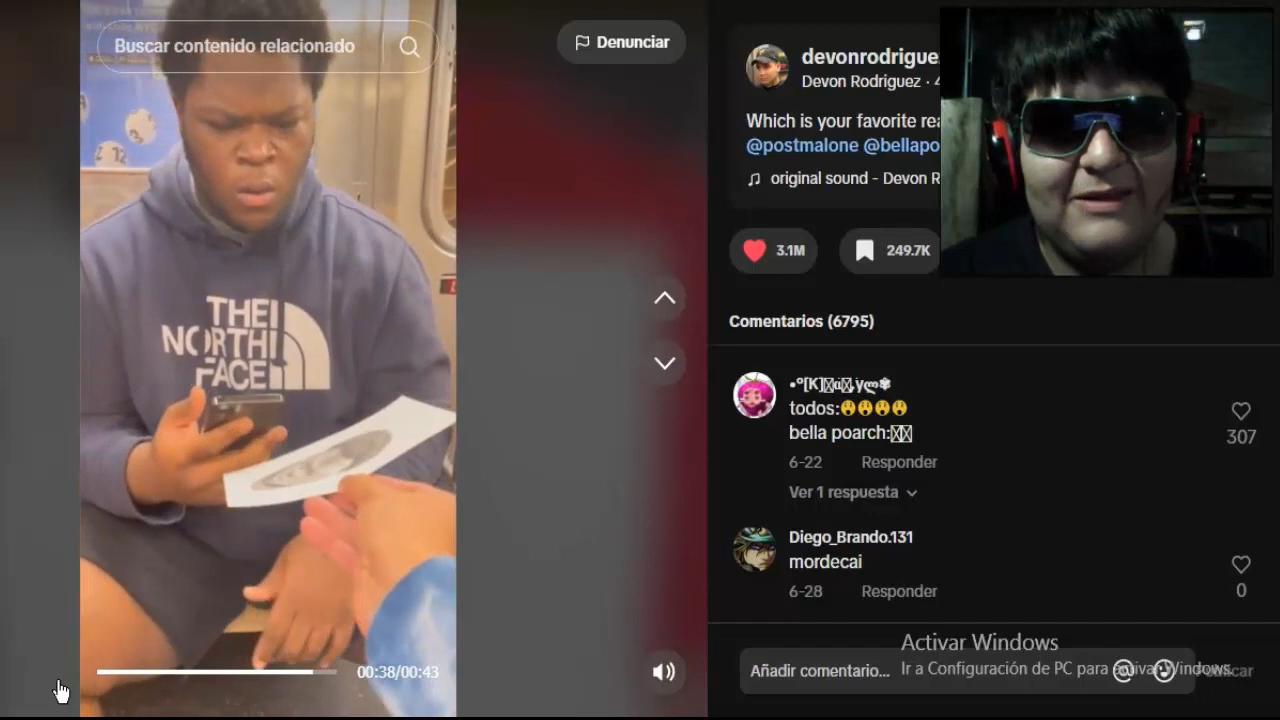 Buscar contenido relacionado
Denunciar
THE
NORTH
FACE
12
00:38/00:43
devonrodrigue
Devon Rodriguez · 4
Which is your favorite rea
@postmalone @bellapo
original sound - Devon R
3.1M
249.7K
Comentarios (6795)
todos:😲😲😲😲
bella poarch:
307
6-22 Responder
Ver 1 respuesta
Diego_Brando.131
mordecai
6-28 Responder
0
Activar Windows
Ir a Configuración de PC para activar Windows.
Añadir comentario...